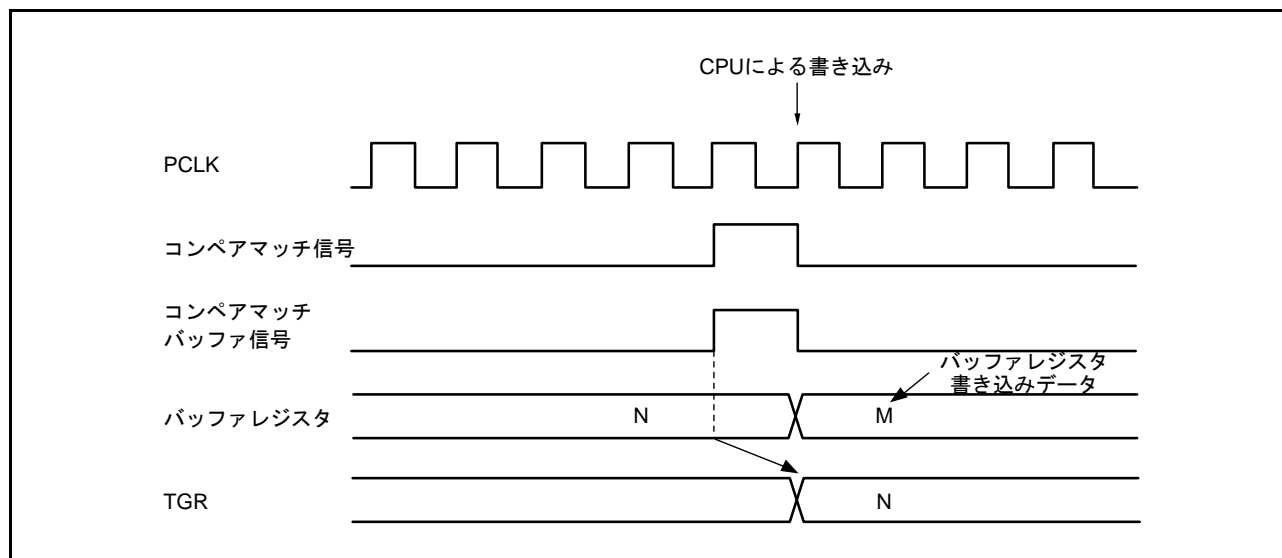 CPUによる書き込み
PCLK
コンペアマッチ信号
コンペアマッチ
バッファ信号
バッファレジスタ
書き込みデータ
バッファレジスタ
N
M
TGR
N